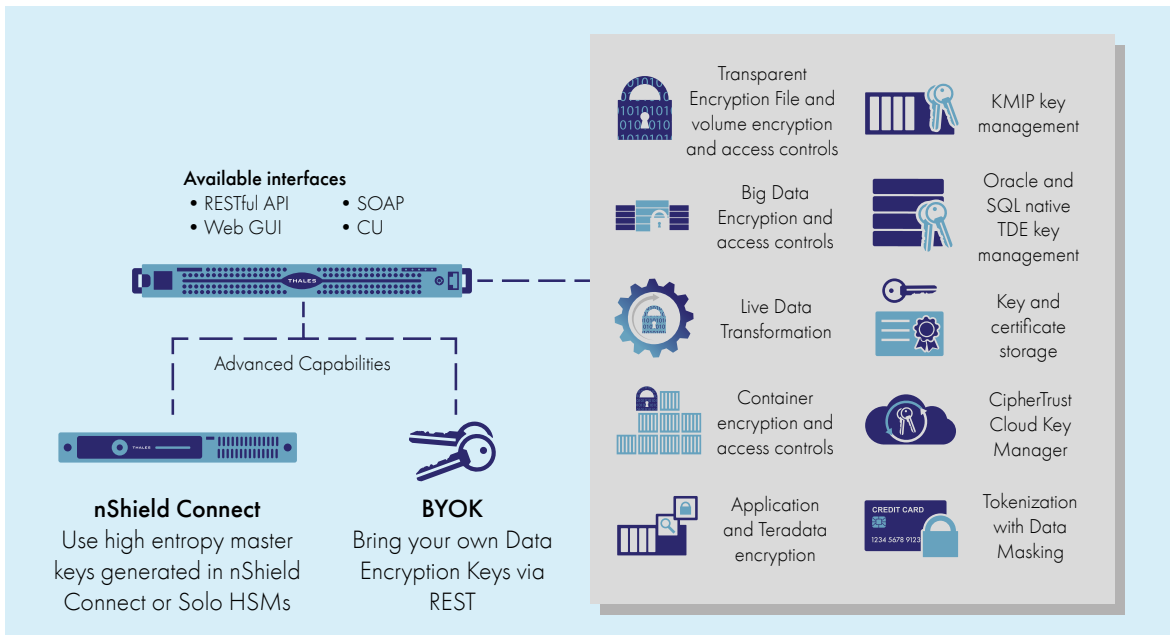 Available interfaces
• RESTful API
• SOAP
• Web GUI
• CU
THALES
Advanced Capabilities
THALES
nShield Connect
Use high entropy master
keys generated in nShield
Connect or Solo HSMs
BYOK
Bring your own Data
Encryption Keys via
REST
Transparent
Encryption File and
volume encryption
and access controls
KMIP key
management
Big Data
Encryption and
access controls
Oracle and
SQL native
TDE key
management
Live Data
Transformation
Key and
certificate
storage
Container
encryption and
access controls
CipherTrust
Cloud Key
Manager
Application
and Teradata
encryption
CREDIT CARD
1234 5678 9123
Tokenization
with Data
Masking